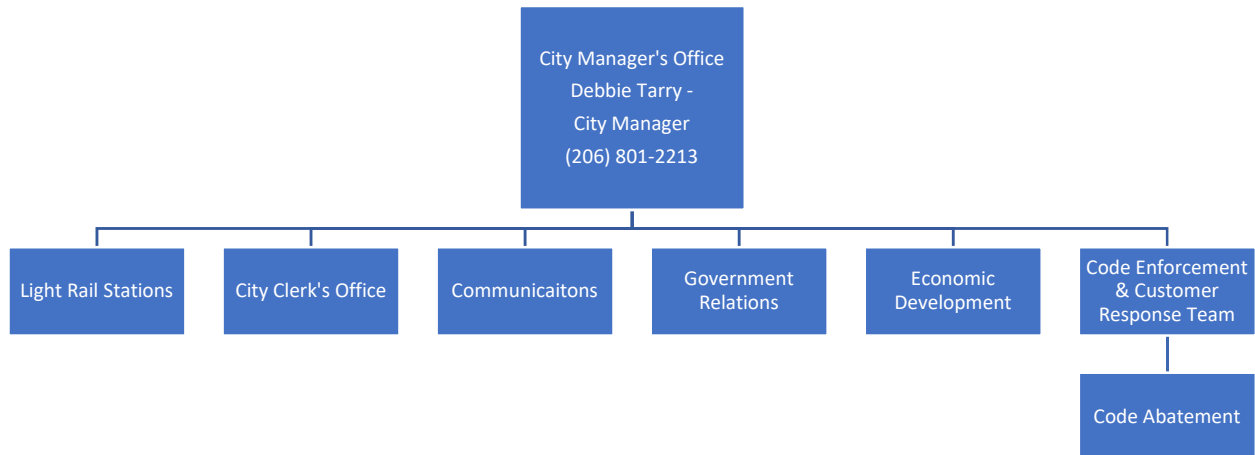 City Manager's Office
Debbie Tarry -
City Manager
(206) 801-2213
Light Rail Stations
City Clerk's Office
Communicaitons
Government
Relations
Economic
Development
Code Enforcement
& Customer
Response Team
Code Abatement